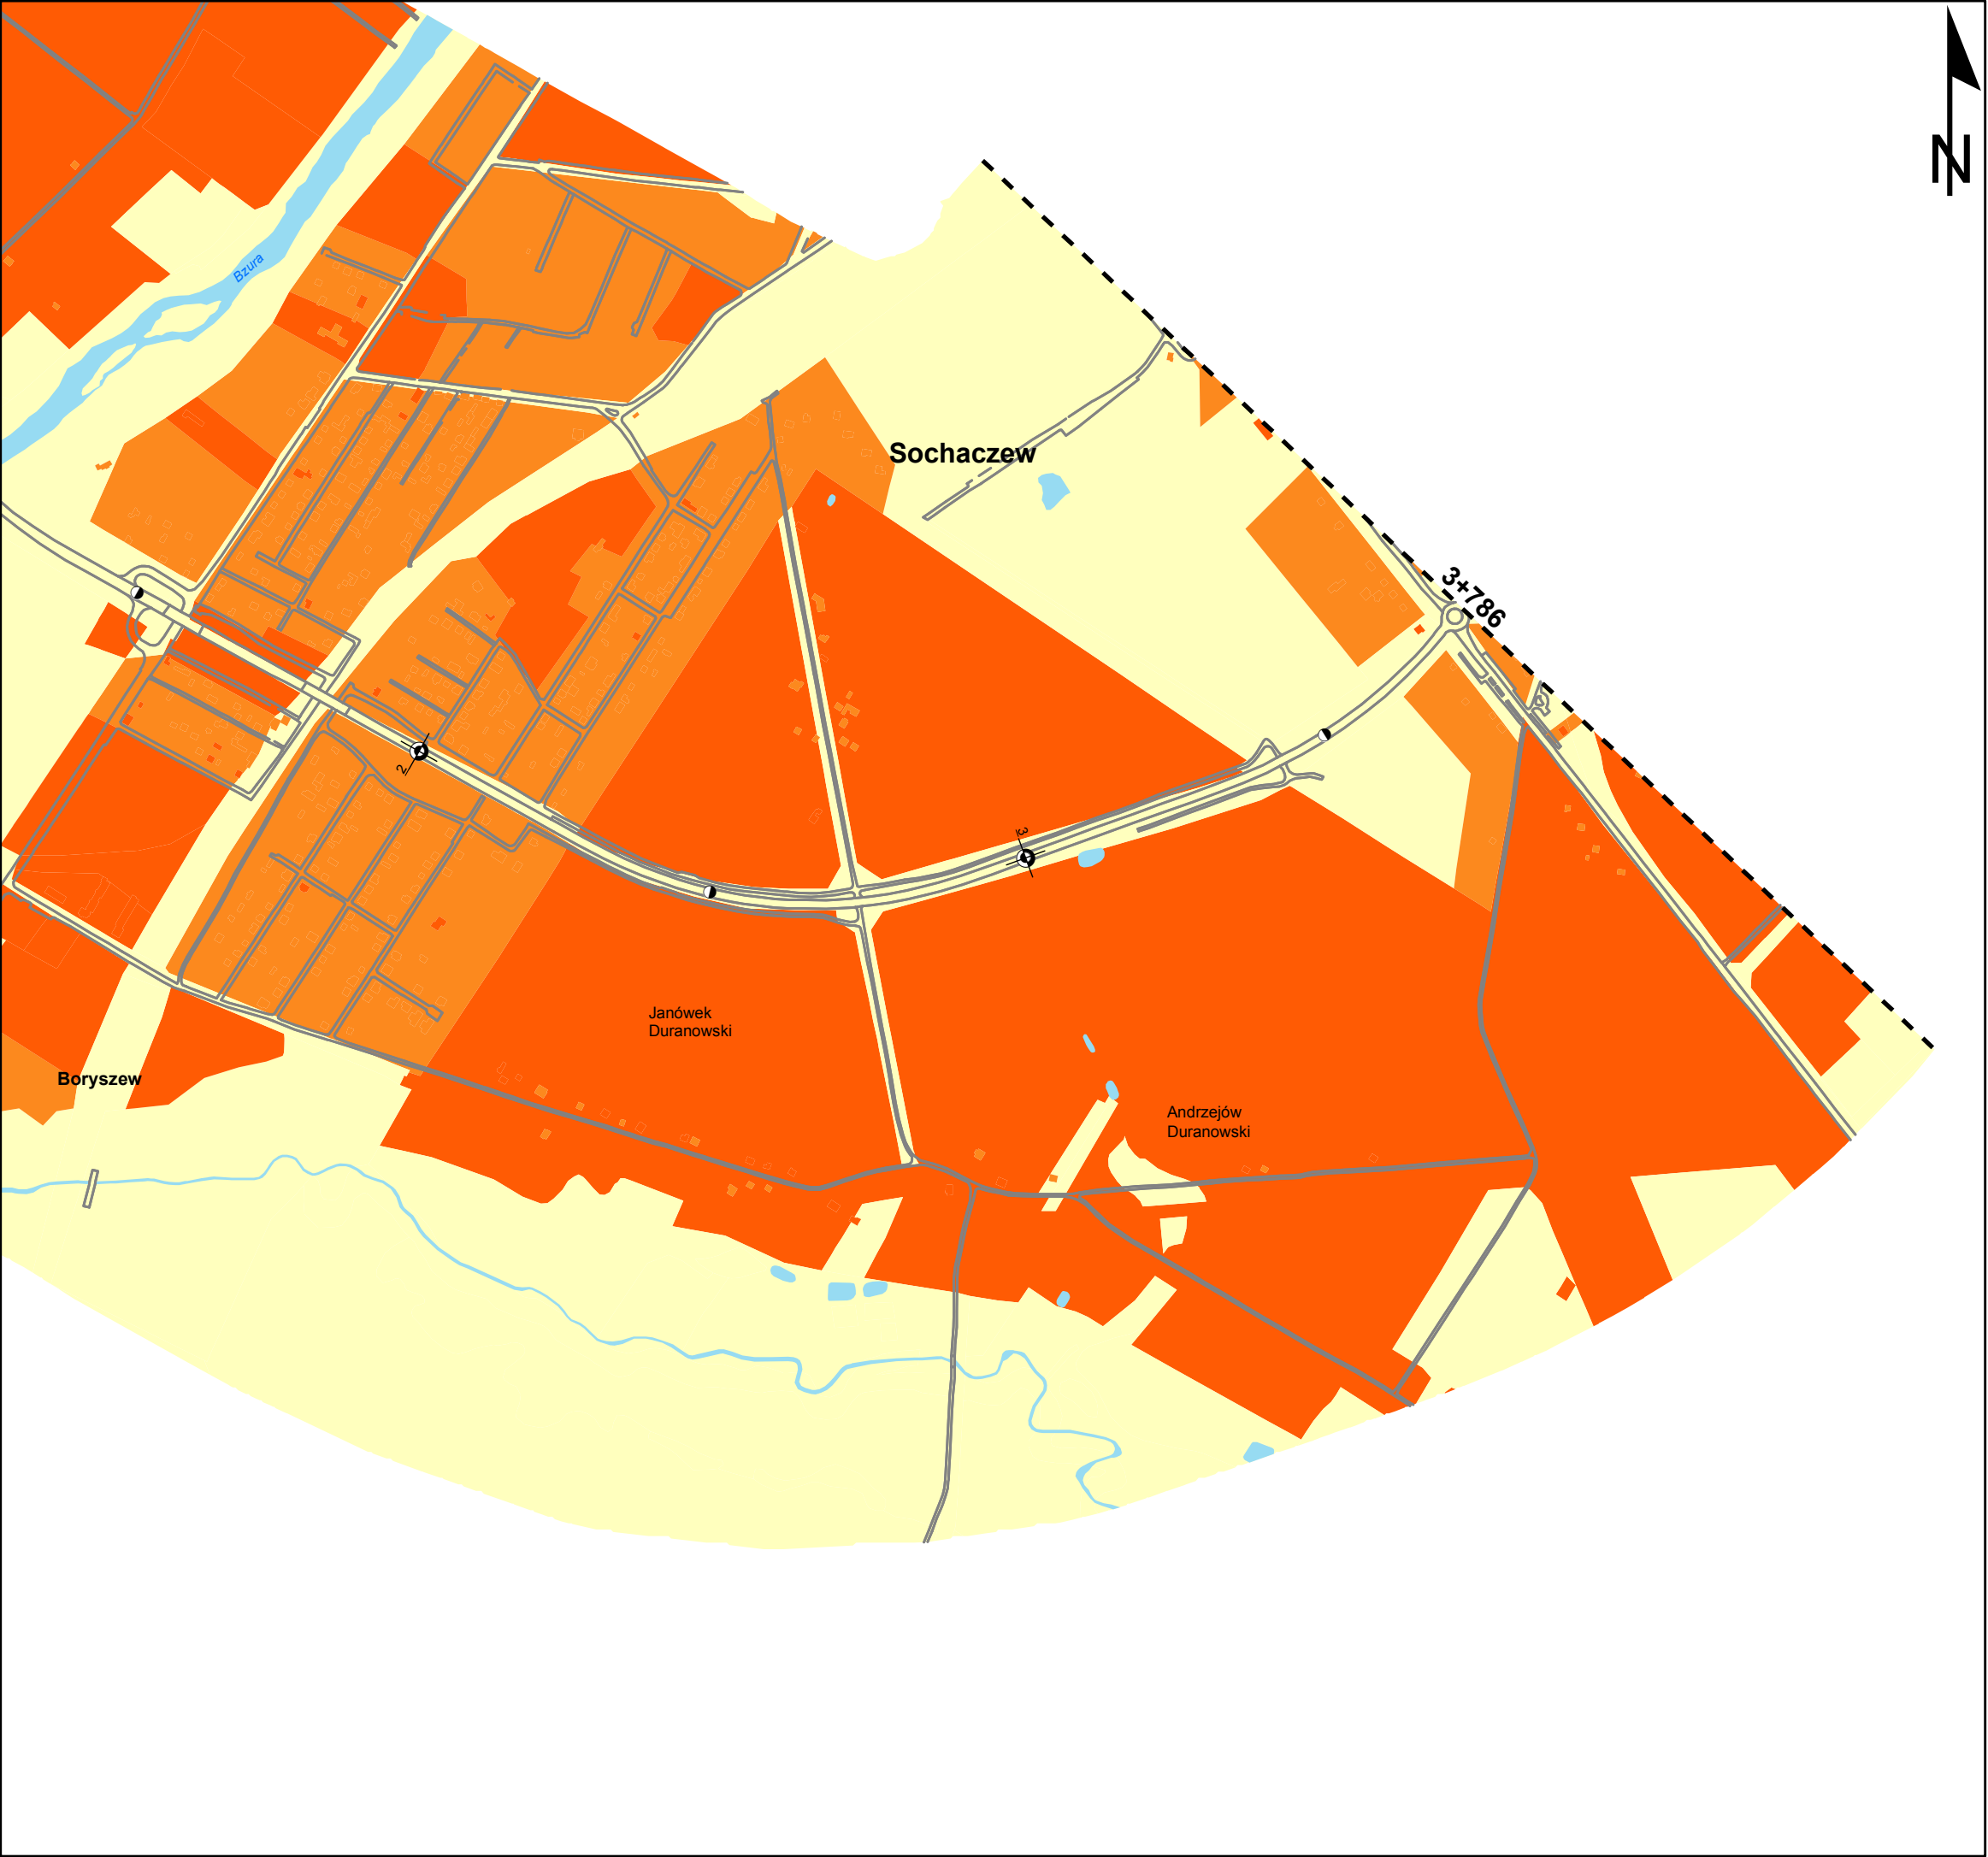 N
Bzura
Sochaczew
3+786
2
3
Janówek
Duranowski
Boryszew
Andrzejów
Duranowski